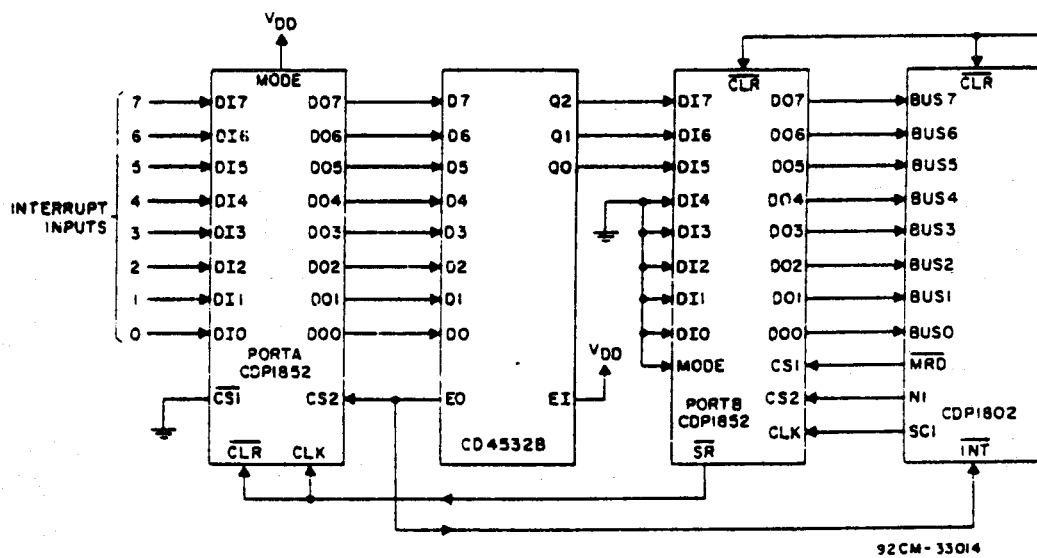 VDD
MODE
CLR
CLR
INTERRUPT
INPUTS
7
6
5
4
3
2
1
0
DI7
DI6
DI5
DI4
DI3
DI2
DI1
DI0
DO7
DO6
DO5
DO4
DO3
DO2
DO1
DO0
PORTA
CDP1852
CS1
CS2
CLR
CLK
D7
D6
D5
D4
D3
D2
D1
D0
Q2
Q1
Q0
VDD
EO
EI
CD4532B
DI7
DI6
DI5
DI4
DI3
DI2
DI1
DI0
MODE
DO7
DO6
DO5
DO4
DO3
DO2
DO1
DO0
CS1
PORTB
CDP1852
CS2
CLK
SR
BUS7
BUS6
BUS5
BUS4
BUS3
BUS2
BUS1
BUS0
MRD
N1
CDP1802
SC1
INT
92CM-33014